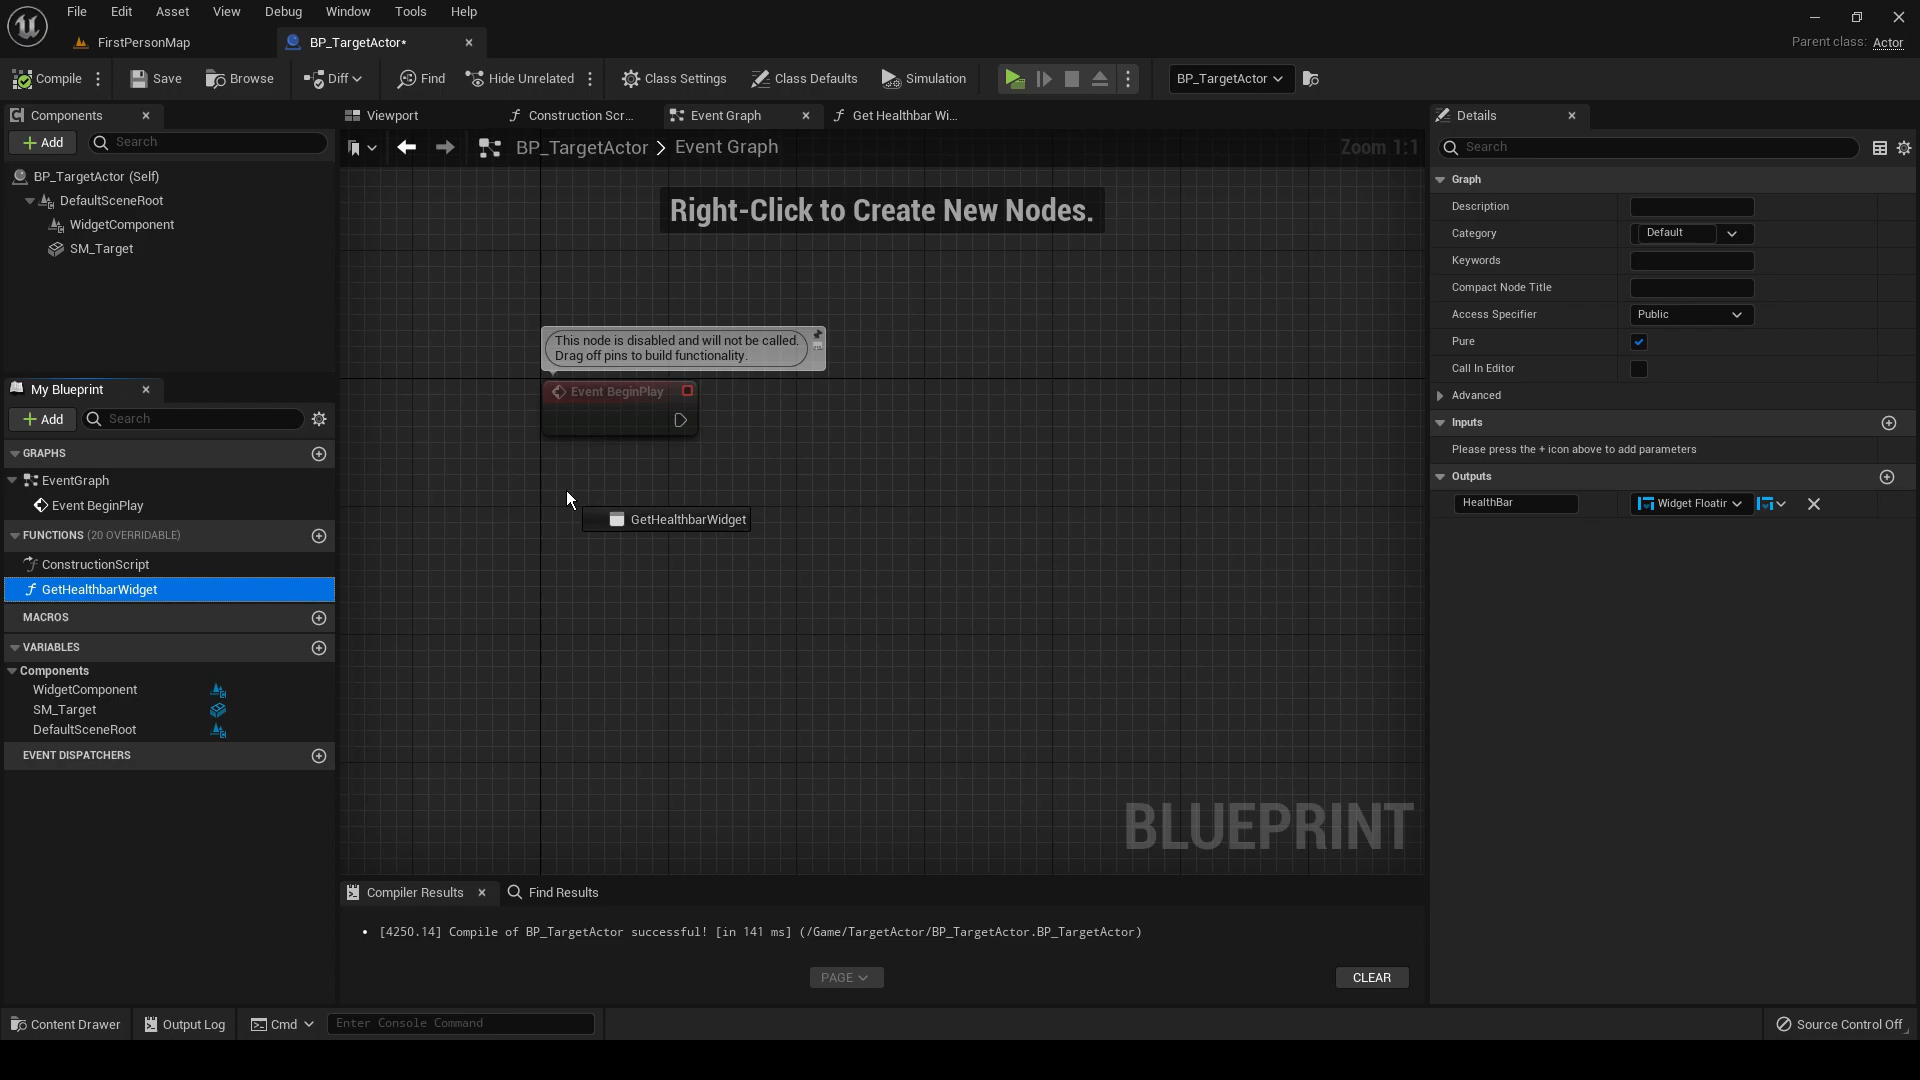 File Edit Asset View Debug Window Tools Help
FirstPersonMap
BP_TargetActor*
Parent class: Actor
Compile
Save
Browse
Diff
Find
Hide Unrelated
Class Settings
Class Defaults
Simulation
BP_TargetActor
Components
Add
Search
BP_TargetActor (Self)
DefaultSceneRoot
WidgetComponent
SM_Target
My Blueprint
Add
Search
GRAPHS
EventGraph
Event BeginPlay
FUNCTIONS (20 OVERRIDABLE)
ConstructionScript
GetHealthbarWidget
MACROS
VARIABLES
Components
WidgetComponent
SM_Target
DefaultSceneRoot
EVENT DISPATCHERS
Viewport
Construction Scr...
Event Graph
Get Healthbar Wi...
BP_TargetActor > Event Graph
Zoom 1:1
Right-Click to Create New Nodes.
This node is disabled and will not be called.
Drag off pins to build functionality.
Event BeginPlay
GetHealthbarWidget
BLUEPRINT
Compiler Results
Find Results
• [4250.14] Compile of BP_TargetActor successful! [in 141 ms] (/Game/TargetActor/BP_TargetActor.BP_TargetActor)
PAGE
CLEAR
Details
Search
Graph
Description
Category Default
Keywords
Compact Node Title
Access Specifier Public
Pure
Call In Editor
Advanced
Inputs
Please press the + icon above to add parameters
Outputs
HealthBar Widget Floatir
Content Drawer
Output Log
Cmd
Enter Console Command
Source Control Off